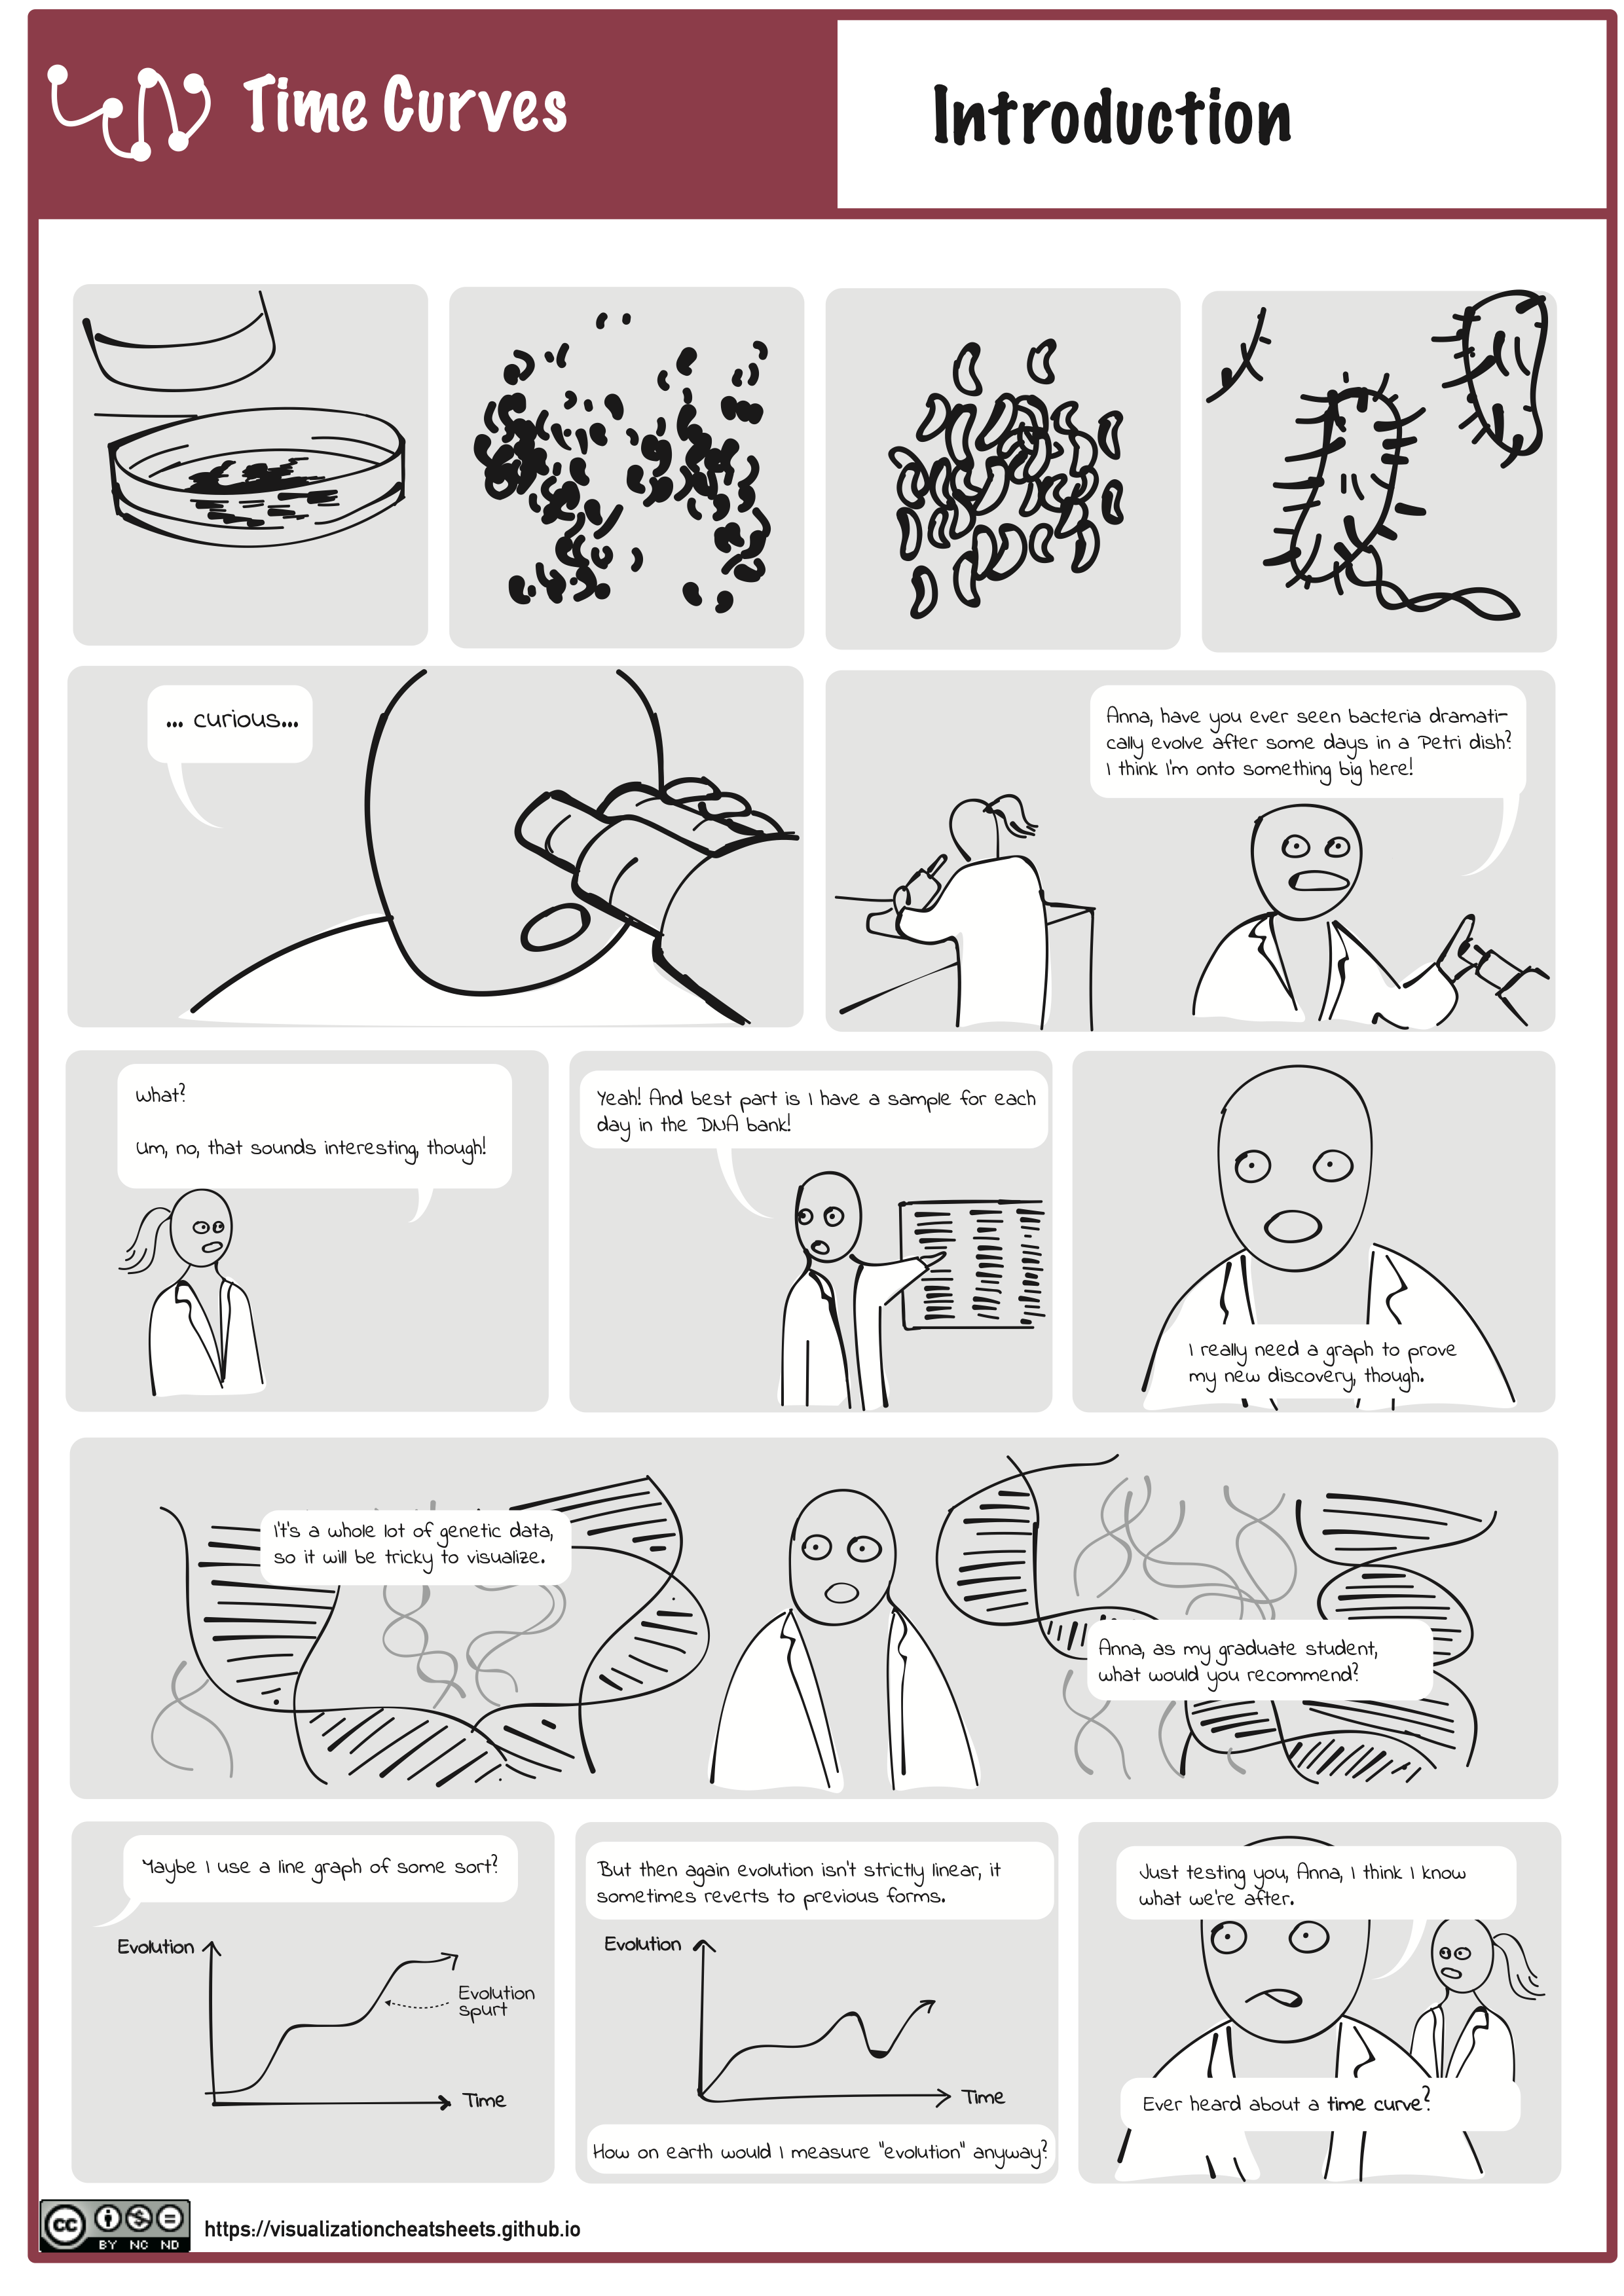 Time Curves
Introduction
... curious...
Anna, have you ever seen bacteria dramati-
cally evolve after some days in a Petri dish?
I think I'm onto something big here!
What?
Um, no, that sounds interesting, though!
Yeah! And best part is I have a sample for each
day in the DNA bank!
I really need a graph to prove
my new discovery, though.
It's a whole lot of genetic data,
so it will be tricky to visualize.
Anna, as my graduate student,
what would you recommend?
Maybe I use a line graph of some sort?
Evolution
Evolution
spurt
Time
But then again evolution isn't strictly linear, it
sometimes reverts to previous forms.
Evolution
Time
How on earth would I measure "evolution" anyway?
Just testing you, Anna, I think I know
what we're after.
Ever heard about a time curve?
cc
BY NC ND
https://visualizationcheatsheets.github.io